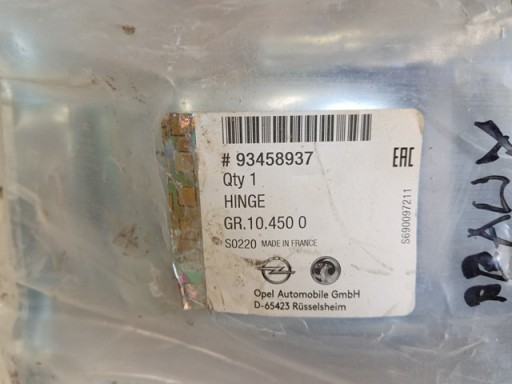 # 93458937
EAC
Qty 1
HINGE
GR.10.450 0
S0220 MADE IN FRANCE
S690097211
Opel Automobile GmbH
D-65423 Rüsselsheim